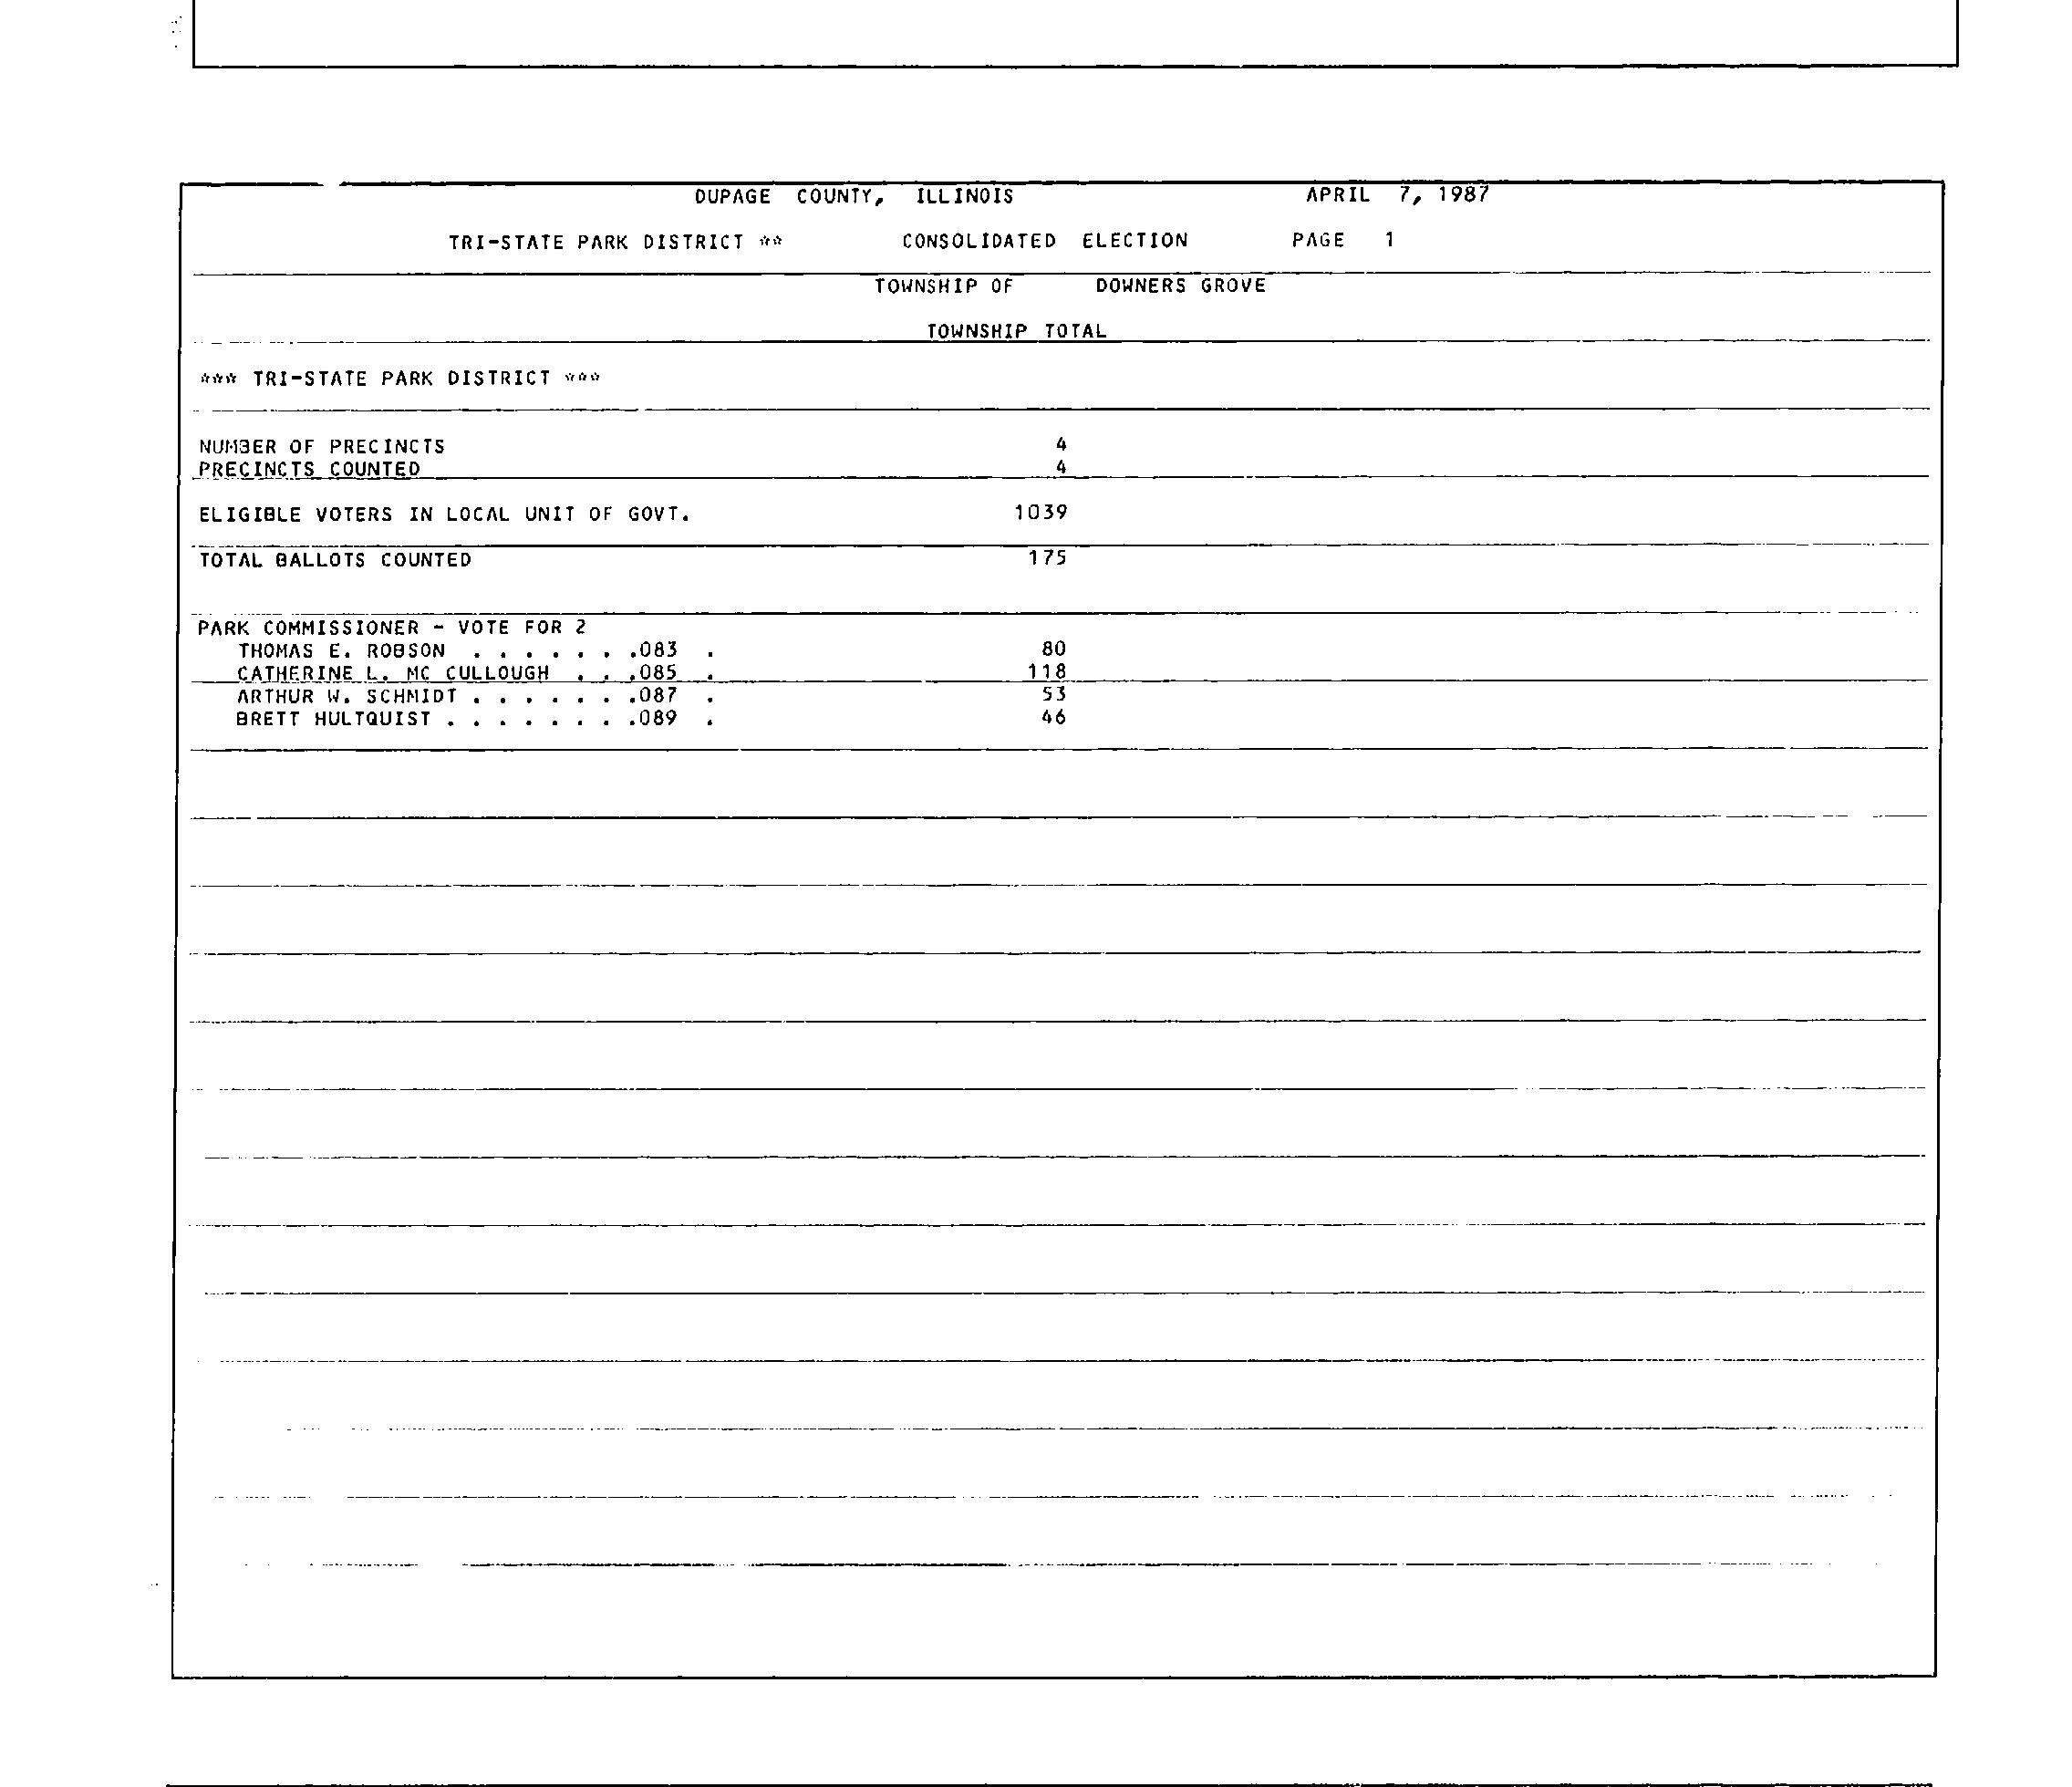 DUPAGE COUNTY, ILLINOIS APRIL 7, 1987
TRI-STATE PARK DISTRICT ** CONSOLIDATED ELECTION PAGE 1
TOWNSHIP OF DOWNERS GROVE
TOWNSHIP TOTAL
*** TRI-STATE PARK DISTRICT ***
NUMBER OF PRECINCTS 4
PRECINCTS COUNTED 4
ELIGIBLE VOTERS IN LOCAL UNIT OF GOVT. 1039
TOTAL BALLOTS COUNTED 175
PARK COMMISSIONER - VOTE FOR 2
THOMAS E. ROBSON . . . . . . .083 . 80
CATHERINE L. MC CULLOUGH . . .085 . 118
ARTHUR W. SCHMIDT . . . . . . .087 . 53
BRETT HULTQUIST . . . . . . . .089 . 46